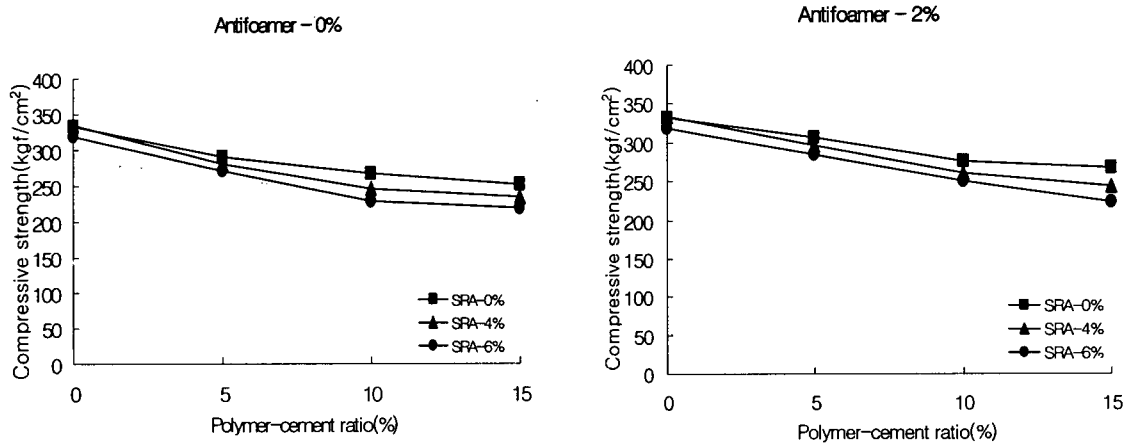 Antifoamer-0%
Compressive strength(kgf/cm²)
400
350
300
250
200
150
100
50
0
SRA-0%
SRA-4%
SRA-6%
0 5 10 15
Polymer-cement ratio(%)
Antifoamer - 2%
Compressive strength(kgf/cm²)
400
350
300
250
200
150
100
50
0
SRA-0%
SRA-4%
SRA-6%
0 5 10 15
Polymer-cement ratio(%)